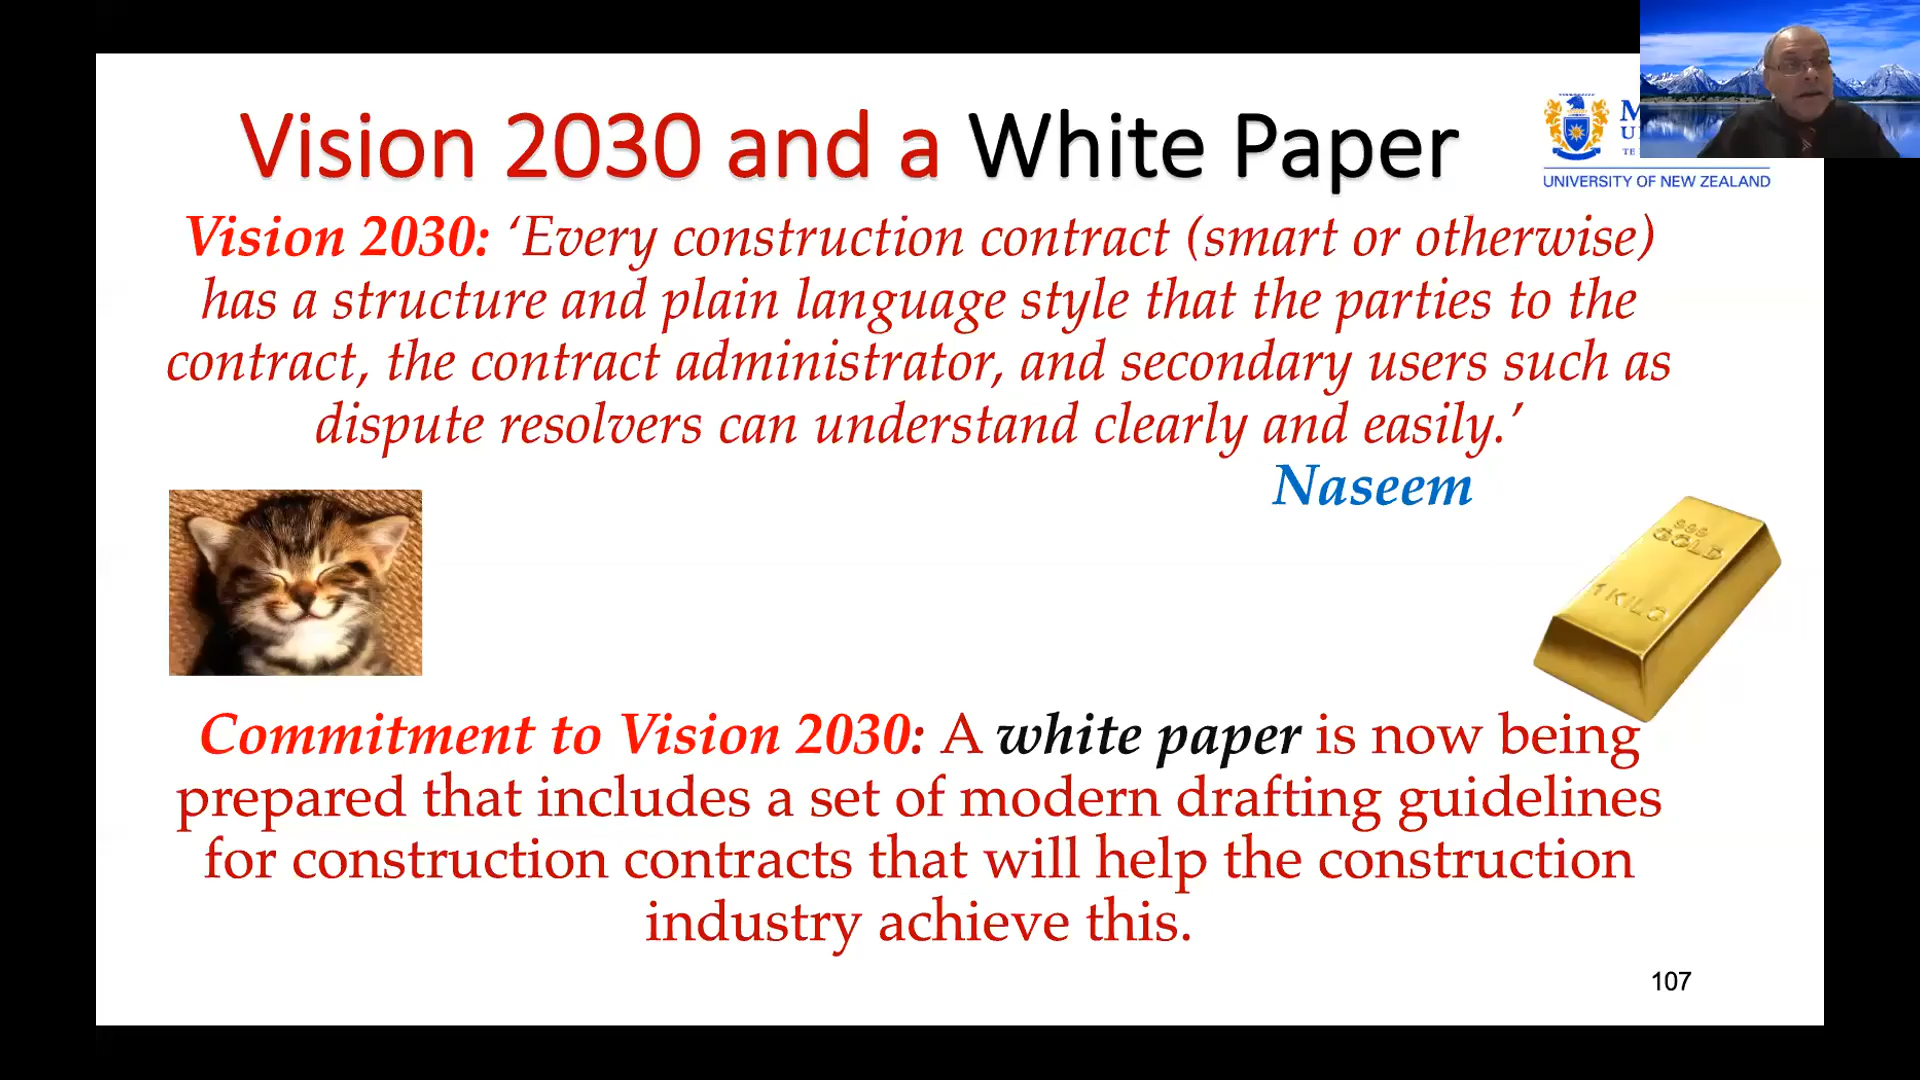 Vision 2030 and a White Paper
UNIVERSITY OF NEW ZEALAND
Vision 2030: ‘Every construction contract (smart or otherwise)
has a structure and plain language style that the parties to the
contract, the contract administrator, and secondary users such as
dispute resolvers can understand clearly and easily.’
Naseem
GOLD
1 KILO
Commitment to Vision 2030: A white paper is now being
prepared that includes a set of modern drafting guidelines
for construction contracts that will help the construction
industry achieve this.
107